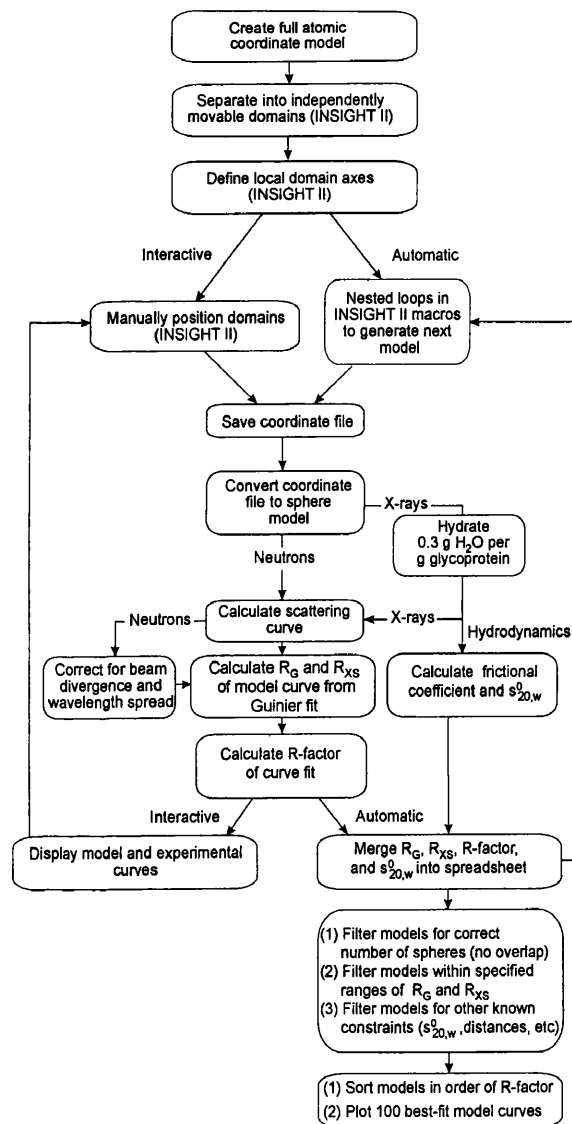 Create full atomic
coordinate model
Separate into independently
movable domains (INSIGHT II)
Define local domain axes
(INSIGHT II)
Interactive
Automatic
Manually position domains
(INSIGHT II)
Nested loops in
INSIGHT II macros
to generate next
model
Save coordinate file
Convert coordinate
file to sphere
model
X-rays
Hydrate
0.3 g H₂O per
g glycoprotein
Neutrons
Calculate scattering
curve
X-rays
Neutrons
Hydrodynamics
Correct for beam
divergence and
wavelength spread
Calculate R_G and R_XS
of model curve from
Guinier fit
Calculate frictional
coefficient and s⁰₂₀,w
Calculate R-factor
of curve fit
Interactive
Automatic
Display model and experimental
curves
Merge R_G, R_XS, R-factor,
and s⁰₂₀,w into spreadsheet
(1) Filter models for correct
number of spheres (no overlap)
(2) Filter models within specified
ranges of R_G and R_XS
(3) Filter models for other known
constraints (s⁰₂₀,w ,distances, etc)
(1) Sort models in order of R-factor
(2) Plot 100 best-fit model curves